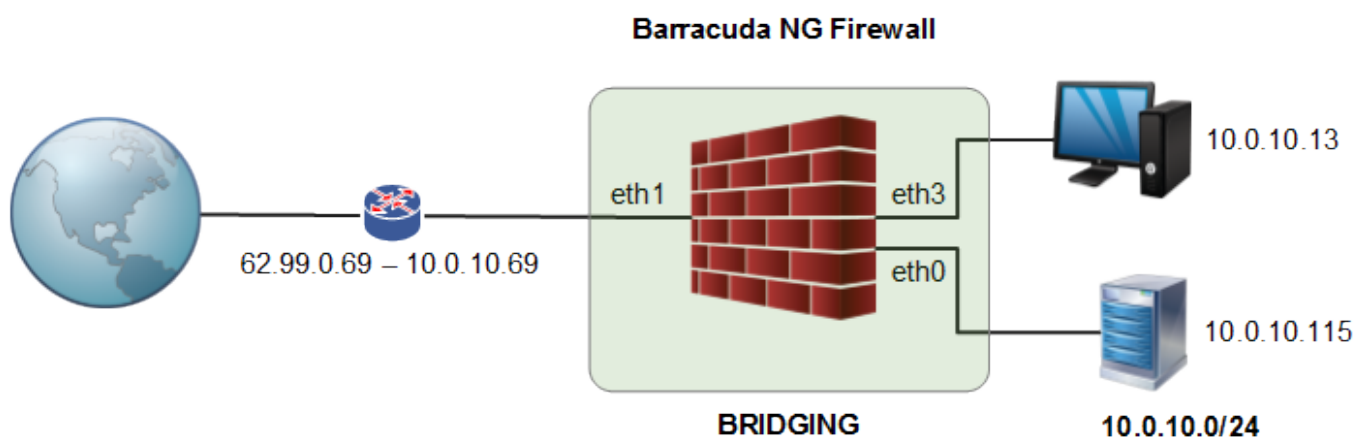 Barracuda NG Firewall
10.0.10.13
eth1
eth3
62.99.0.69 – 10.0.10.69
eth0
10.0.10.115
BRIDGING
10.0.10.0/24